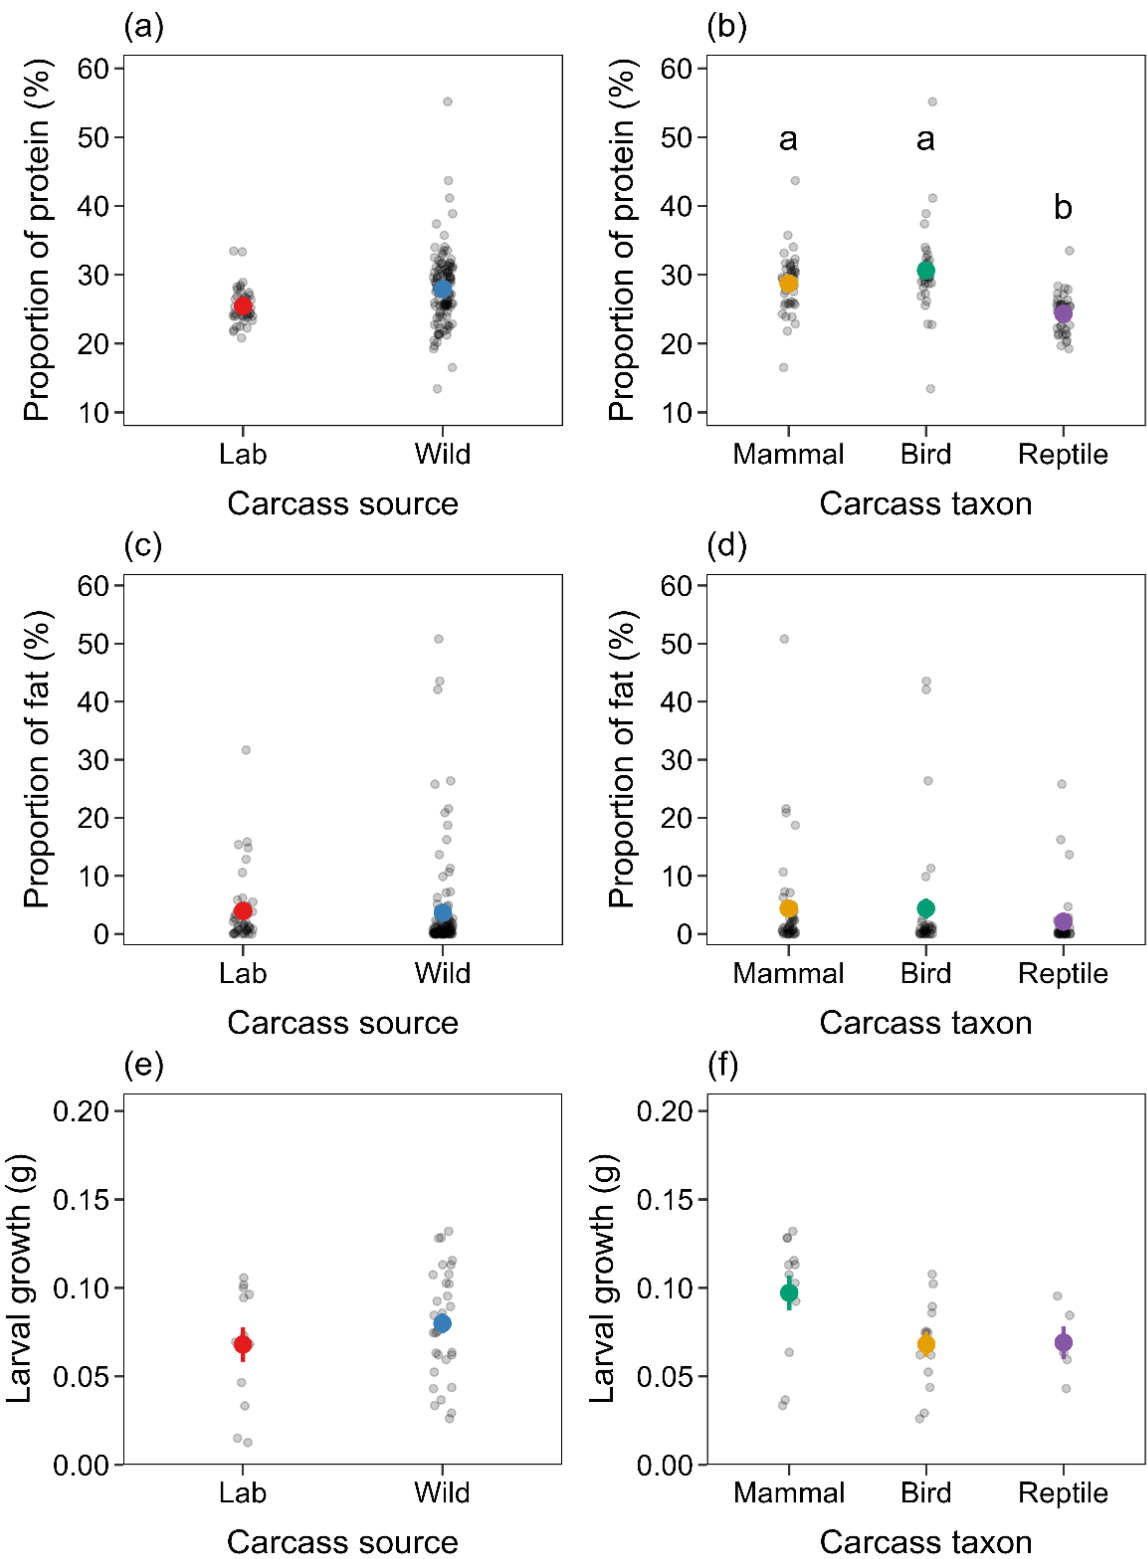 (a)
Proportion of protein (%)
60
50
40
30
20
10
Lab Wild
Carcass source
(b)
Proportion of protein (%)
60
50
40
30
20
10
a a
b
Mammal Bird Reptile
Carcass taxon
(c)
Proportion of fat (%)
60
50
40
30
20
10
0
Lab Wild
Carcass source
(d)
Proportion of fat (%)
60
50
40
30
20
10
0
Mammal Bird Reptile
Carcass taxon
(e)
Larval growth (g)
0.20
0.15
0.10
0.05
0.00
Lab Wild
Carcass source
(f)
Larval growth (g)
0.20
0.15
0.10
0.05
0.00
Mammal Bird Reptile
Carcass taxon